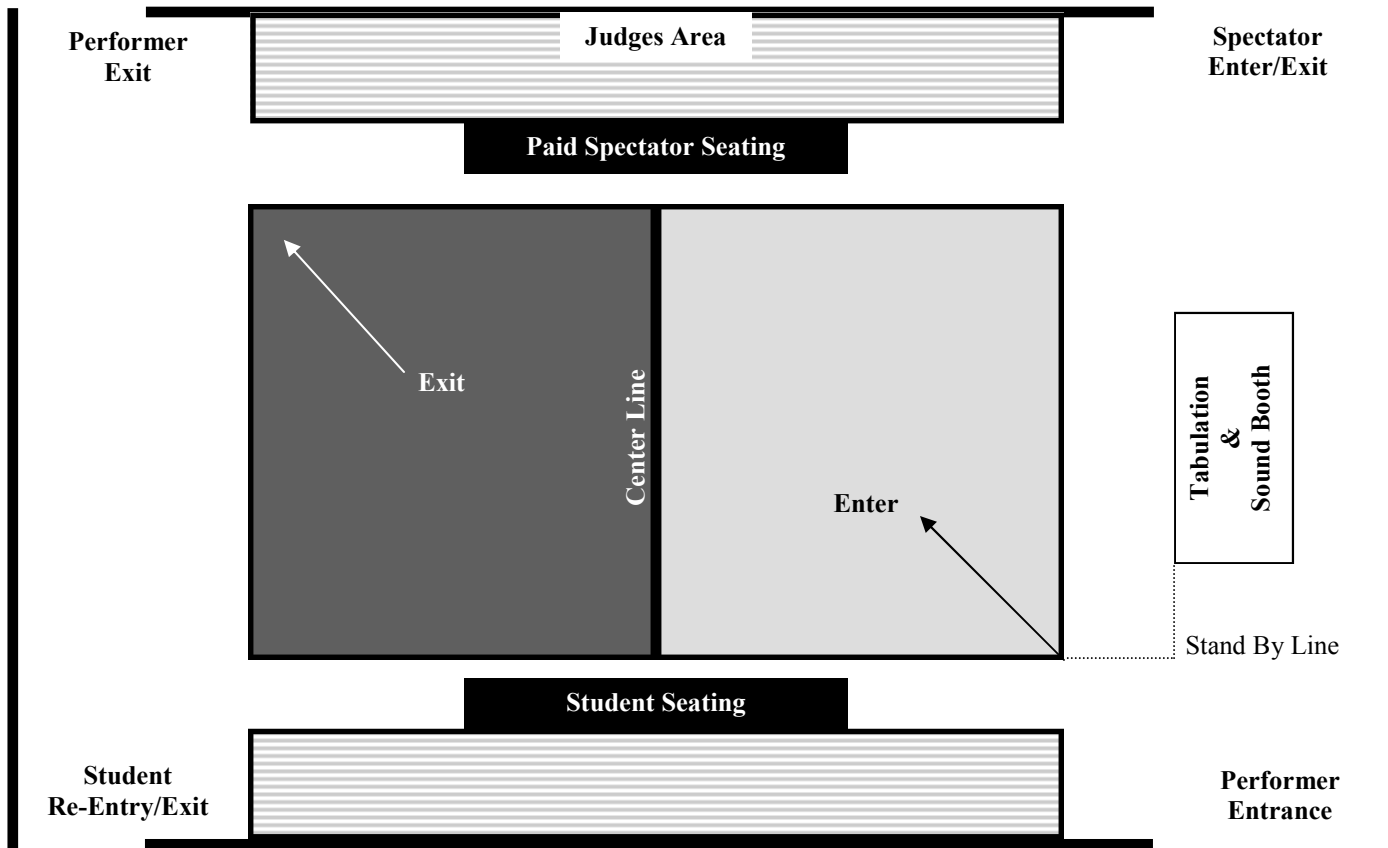 Performer
Exit
Judges Area
Spectator
Enter/Exit
Paid Spectator Seating
Exit
Center Line
Enter
Tabulation
&
Sound Booth
Stand By Line
Student Seating
Student
Re-Entry/Exit
Performer
Entrance